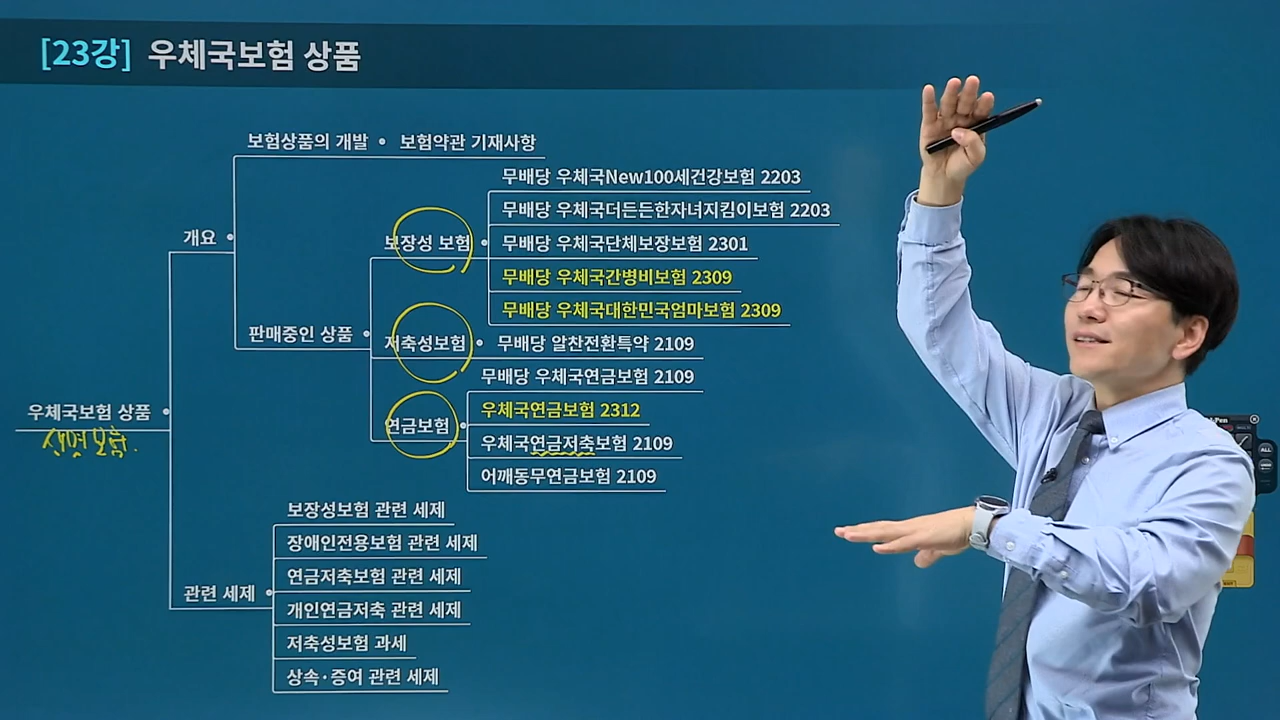 [23강] 우체국보험 상품
보험상품의 개발 • 보험약관 기재사항
무배당 우체국New100세건강보험 2203
무배당 우체국더든든한자녀지킴이보험 2203
개요
보장성 보험
무배당 우체국단체보장보험 2301
무배당 우체국간병비보험 2309
무배당 우체국대한민국엄마보험 2309
판매중인 상품
저축성보험 • 무배당 알찬전환특약 2109
무배당 우체국연금보험 2109
우체국보험 상품
생명보험.
연금보험
우체국연금보험 2312
우체국연금저축보험 2109
어깨동무연금보험 2109
보장성보험 관련 세제
장애인전용보험 관련 세제
연금저축보험 관련 세제
관련 세제
개인연금저축 관련 세제
저축성보험 과세
상속·증여 관련 세제
ALL